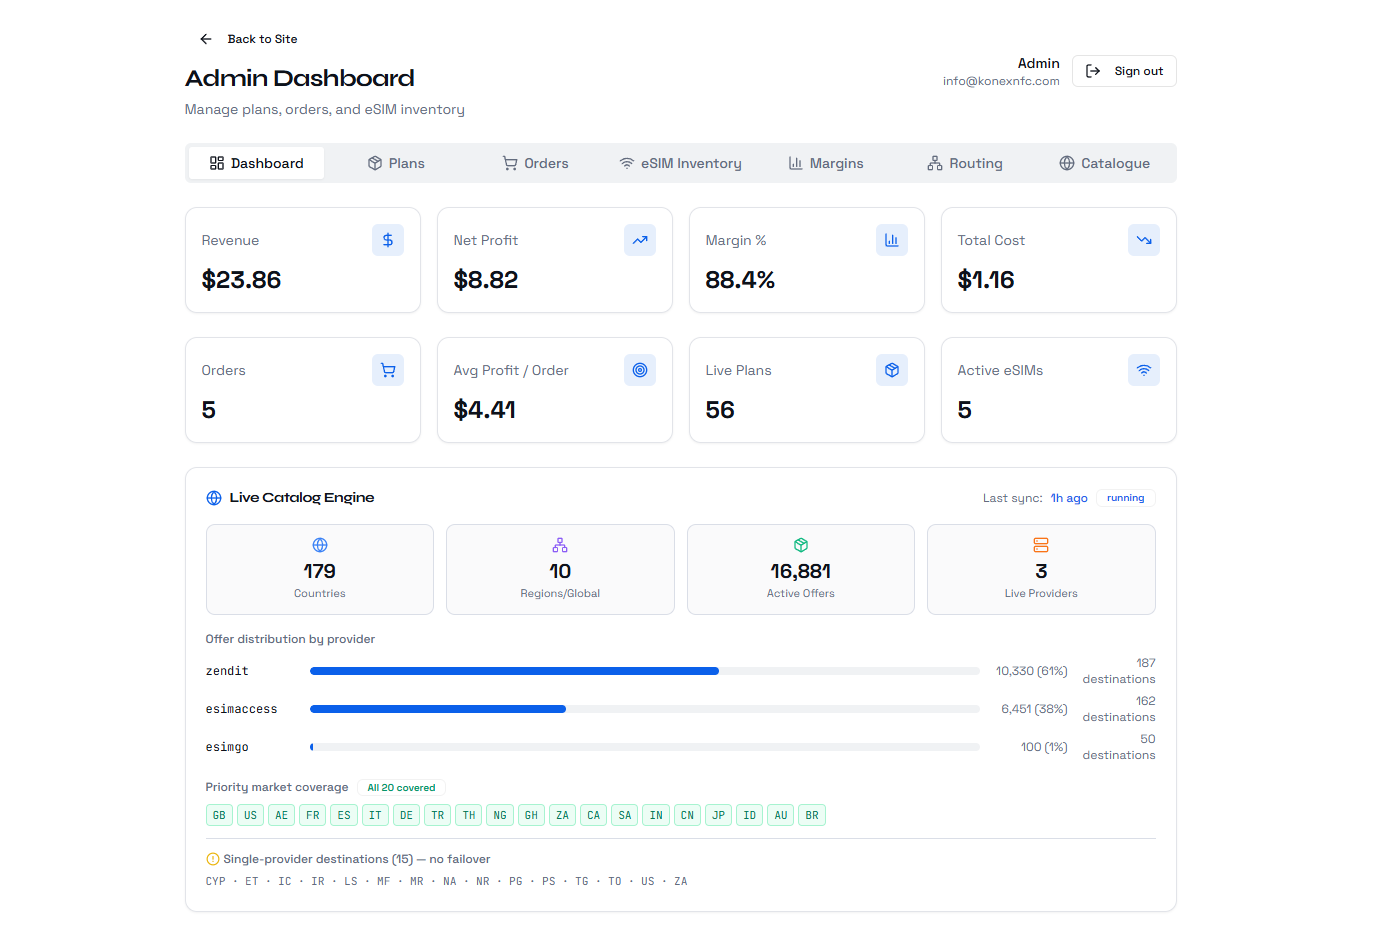 Back to Site
Admin Dashboard
Manage plans, orders, and eSIM inventory
Admin
info@konexnfc.com
Sign out
Dashboard
Plans
Orders
eSIM Inventory
Margins
Routing
Catalogue
Revenue
$23.86
Net Profit
$8.82
Margin %
88.4%
Total Cost
$1.16
Orders
5
Avg Profit / Order
$4.41
Live Plans
56
Active eSIMs
5
Live Catalog Engine
Last sync: 1h ago running
179
Countries
10
Regions/Global
16,881
Active Offers
3
Live Providers
Offer distribution by provider
zendit 10,330 (61%) 187
destinations
esimaccess 6,451 (38%) 162
destinations
esimgo 100 (1%) 50
destinations
Priority market coverage All 20 covered
GB US AE FR ES IT DE TR TH NG GH ZA CA SA IN CN JP ID AU BR
Single-provider destinations (15) — no failover
CYP · ET · IC · IR · LS · MF · MR · NA · NR · PG · PS · TG · TO · US · ZA